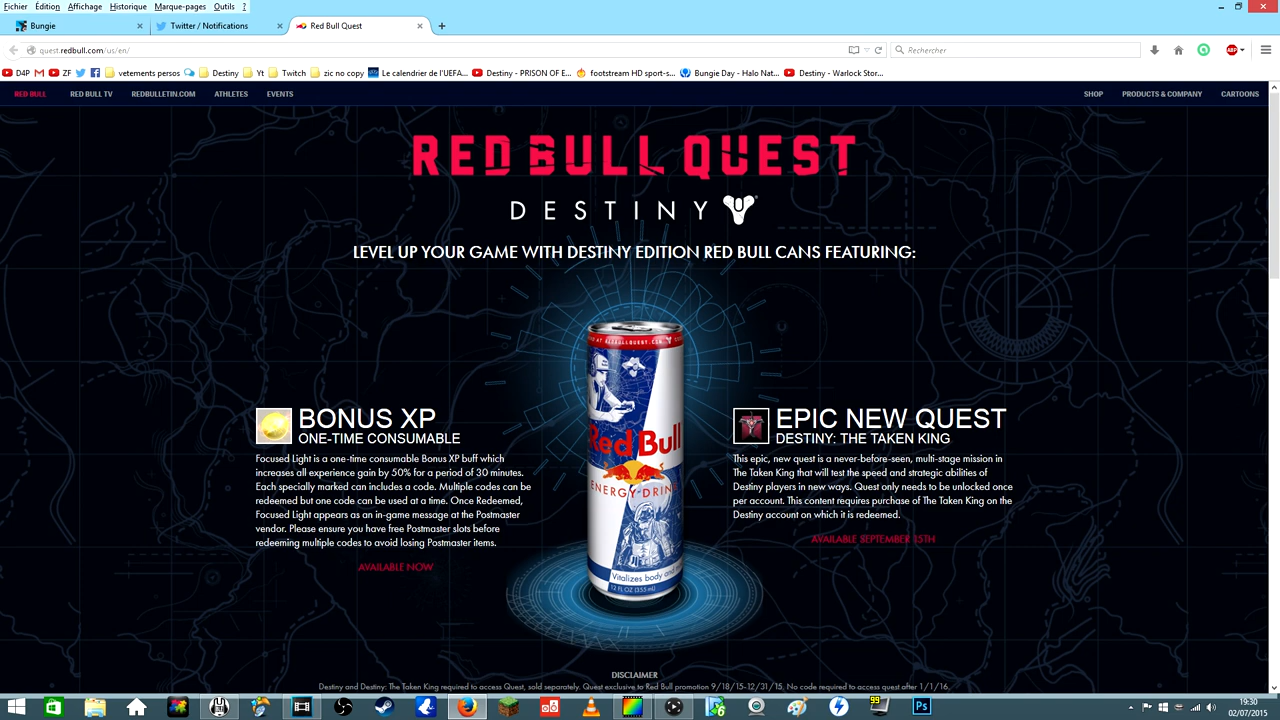 Fichier Édition Affichage Historique Marque-pages Outils ?
Bungie Twitter / Notifications Red Bull Quest
quest.redbull.com/us/en/ Rechercher
D4P ZF vetements persos Destiny Yt Twitch zic no copy Le calendrier de l'UEFA... Destiny - PRISON OF E... footstream HD sport-s... Bungie Day - Halo Nat... Destiny - Warlock Stor...
RED BULL RED BULL TV REDBULLETIN.COM ATHLETES EVENTS SHOP PRODUCTS & COMPANY CARTOONS
RED BULL QUEST
DESTINY
LEVEL UP YOUR GAME WITH DESTINY EDITION RED BULL CANS FEATURING:
BONUS XP
ONE-TIME CONSUMABLE
Focused Light is a one-time consumable Bonus XP buff which
increases all experience gain by 50% for a period of 30 minutes.
Each specially marked can includes a code. Multiple codes can be
redeemed but one code can be used at a time. Once Redeemed,
Focused Light appears as an in-game message at the Postmaster
vendor. Please ensure you have free Postmaster slots before
redeeming multiple codes to avoid losing Postmaster items.
AVAILABLE NOW
Red Bull
ENERGY DRINK
Vitalizes body and
12 FL OZ (355 mL)
EPIC NEW QUEST
DESTINY: THE TAKEN KING
This epic, new quest is a never-before-seen, multi-stage mission in
The Taken King that will test the speed and strategic abilities of
Destiny players in new ways. Quest only needs to be unlocked once
per account. This content requires purchase of The Taken King on the
Destiny account on which it is redeemed.
AVAILABLE SEPTEMBER 15TH
DISCLAIMER
Destiny and Destiny: The Taken King required to access Quest, sold separately. Quest exclusive to Red Bull promotion 9/18/15-12/31/15. No code required to access quest after 1/1/16.
99 Ps
19:30
02/07/2015